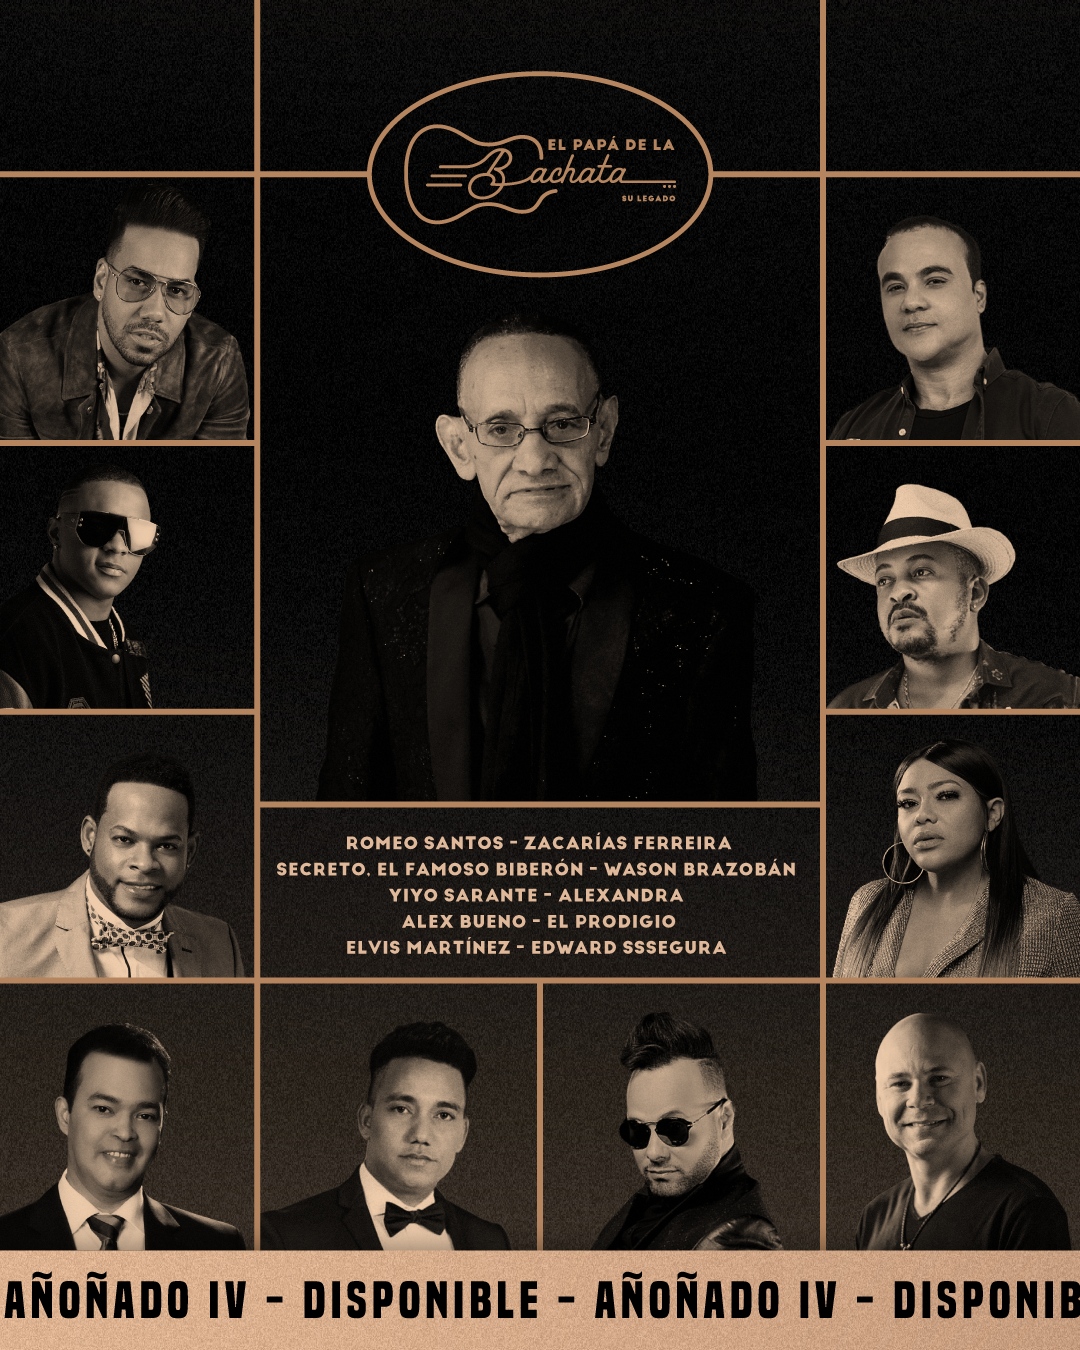 EL PAPÁ DE LA
Bachata...
SU LEGADO
ROMEO SANTOS - ZACARÍAS FERREIRA
SECRETO, EL FAMOSO BIBERÓN - WASON BRAZOBÁN
YIYO SARANTE - ALEXANDRA
ALEX BUENO - EL PRODIGIO
ELVIS MARTÍNEZ - EDWARD SSSEGURA
AÑOÑADO IV - DISPONIBLE - AÑOÑADO IV - DISPONIB